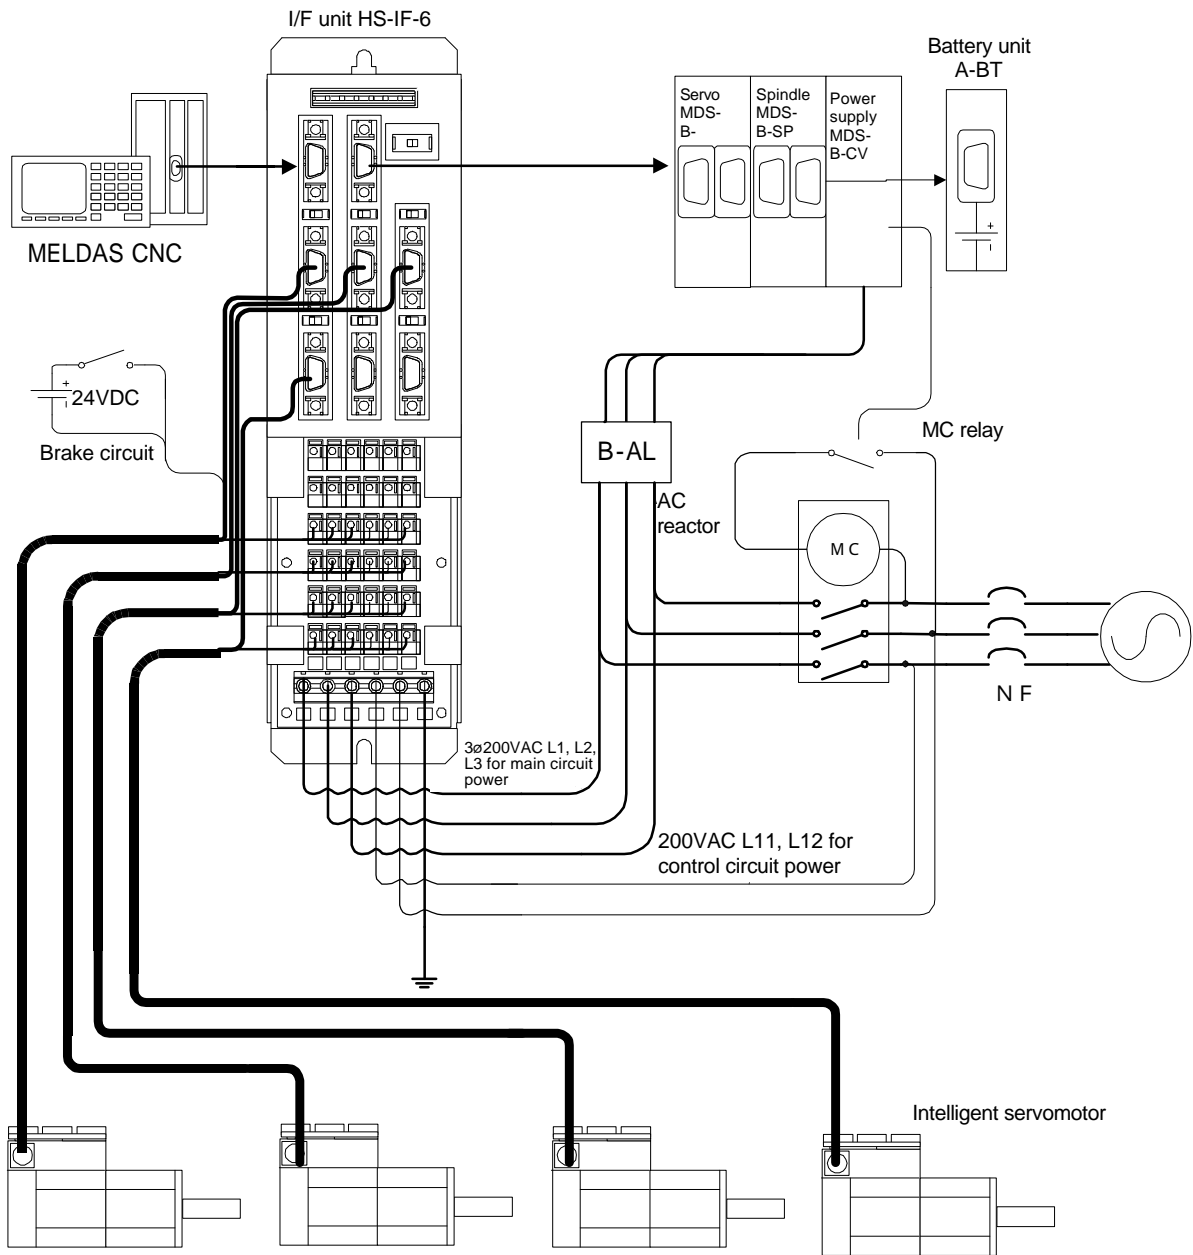 I/F unit HS-IF-6
Battery unit
A-BT
Servo
MDS-
B-
Spindle
MDS-
B-SP
Power
supply
MDS-
B-CV
+
-
MELDAS CNC
+
-
24VDC
Brake circuit
B-AL
AC
reactor
MC relay
MC
NF
3ø200VAC L1, L2,
L3 for main circuit
power
200VAC L11, L12 for
control circuit power
Intelligent servomotor